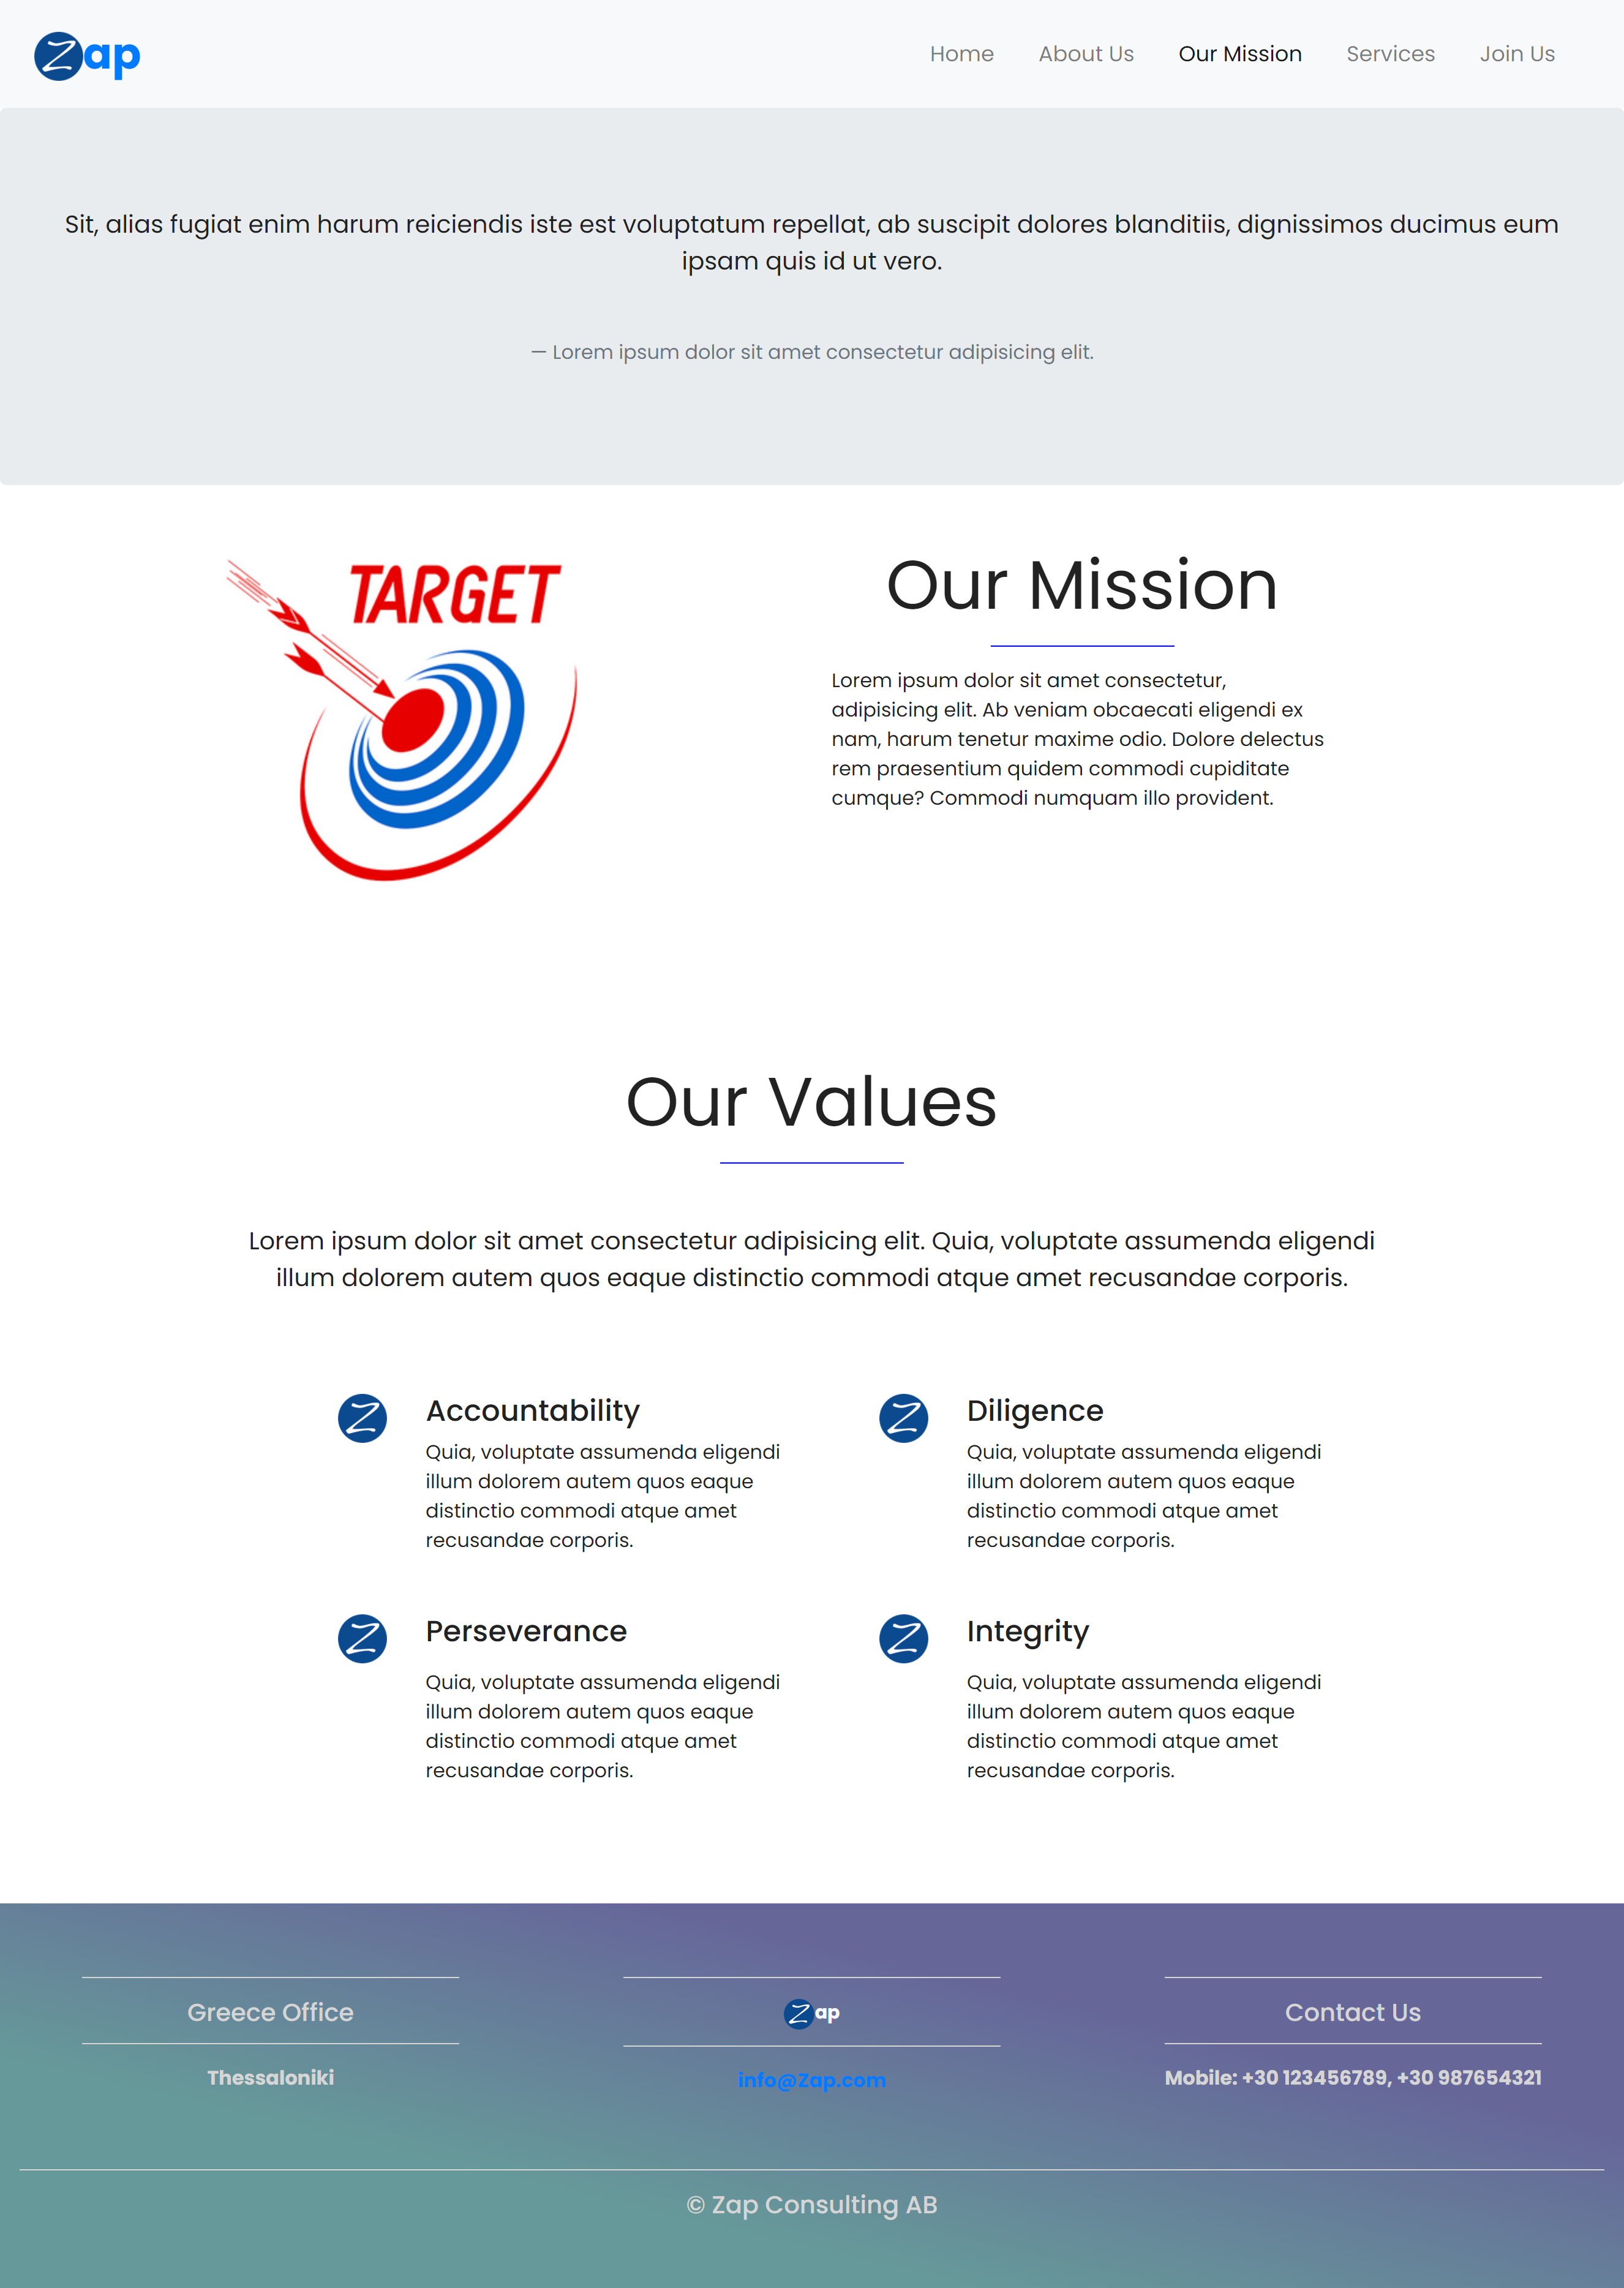 Zap
Home About Us Our Mission Services Join Us
Sit, alias fugiat enim harum reiciendis iste est voluptatum repellat, ab suscipit dolores blanditiis, dignissimos ducimus eum
ipsam quis id ut vero.
— Lorem ipsum dolor sit amet consectetur adipisicing elit.
TARGET
Our Mission
Lorem ipsum dolor sit amet consectetur,
adipisicing elit. Ab veniam obcaecati eligendi ex
nam, harum tenetur maxime odio. Dolore delectus
rem praesentium quidem commodi cupiditate
cumque? Commodi numquam illo provident.
Our Values
Lorem ipsum dolor sit amet consectetur adipisicing elit. Quia, voluptate assumenda eligendi
illum dolorem autem quos eaque distinctio commodi atque amet recusandae corporis.
Z
Accountability
Quia, voluptate assumenda eligendi
illum dolorem autem quos eaque
distinctio commodi atque amet
recusandae corporis.
Z
Diligence
Quia, voluptate assumenda eligendi
illum dolorem autem quos eaque
distinctio commodi atque amet
recusandae corporis.
Z
Perseverance
Quia, voluptate assumenda eligendi
illum dolorem autem quos eaque
distinctio commodi atque amet
recusandae corporis.
Z
Integrity
Quia, voluptate assumenda eligendi
illum dolorem autem quos eaque
distinctio commodi atque amet
recusandae corporis.
Greece Office
Thessaloniki
Zap
info@Zap.com
Contact Us
Mobile: +30 123456789, +30 987654321
© Zap Consulting AB